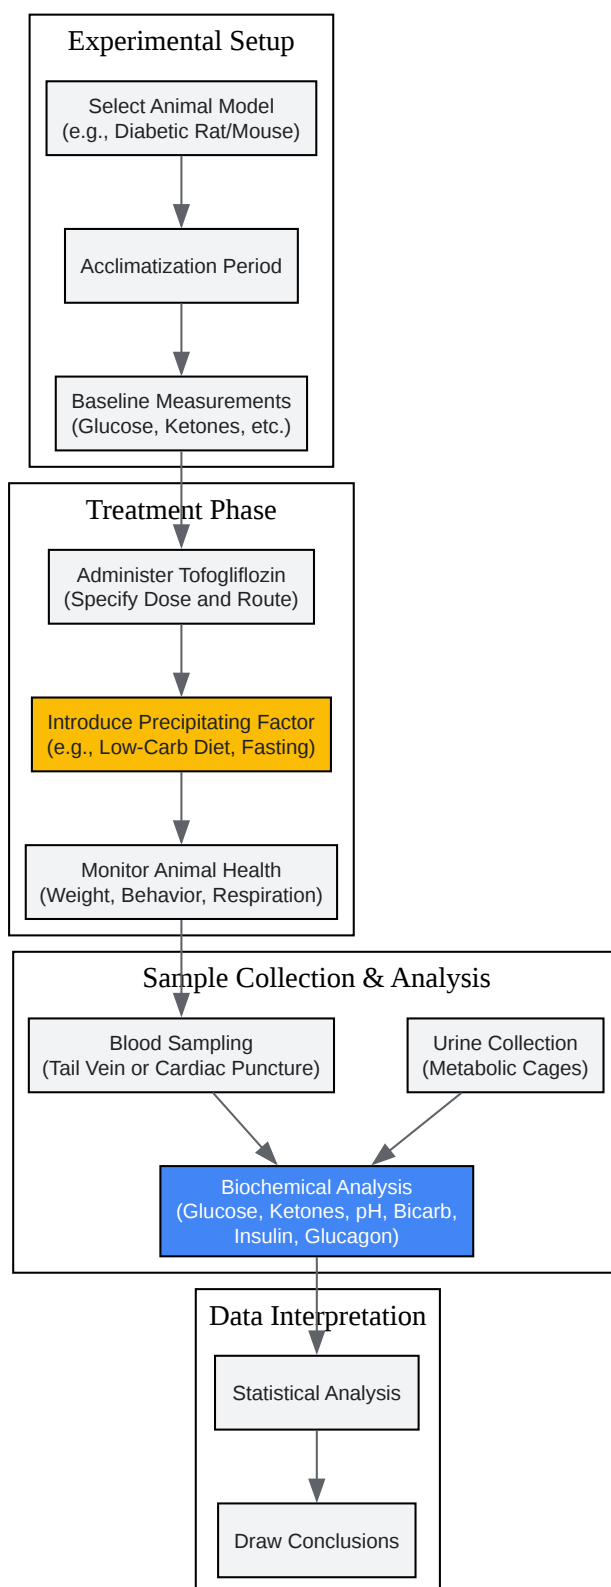 Experimental Setup
Select Animal Model
(e.g., Diabetic Rat/Mouse)
Acclimatization Period
Baseline Measurements
(Glucose, Ketones, etc.)
Treatment Phase
Administer Tofogliflozin
(Specify Dose and Route)
Introduce Precipitating Factor
(e.g., Low-Carb Diet, Fasting)
Monitor Animal Health
(Weight, Behavior, Respiration)
Sample Collection & Analysis
Blood Sampling
(Tail Vein or Cardiac Puncture)
Urine Collection
(Metabolic Cages)
Biochemical Analysis
(Glucose, Ketones, pH, Bicarb,
Insulin, Glucagon)
Data Interpretation
Statistical Analysis
Draw Conclusions